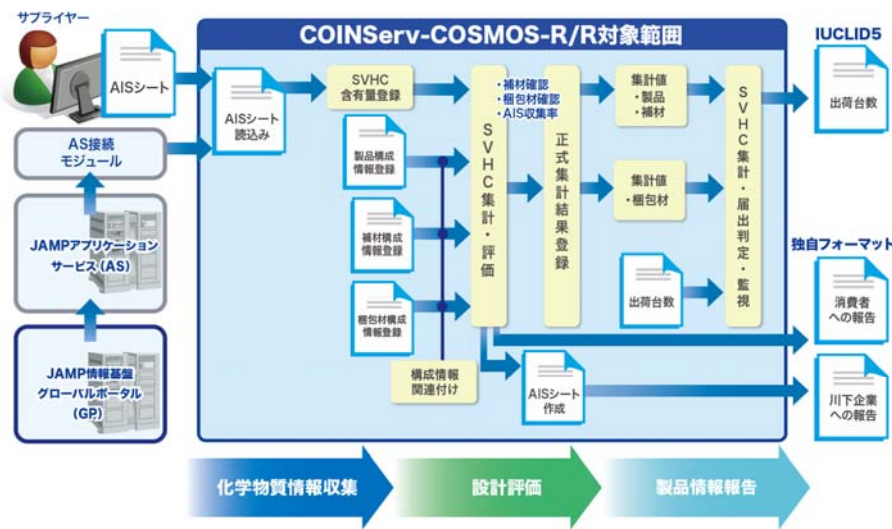 サプライヤー
AISシート
AS接続
モジュール
JAMPアプリケーション
サービス(AS)
JAMP情報基盤
グローバルポータル
(GP)
COINServ-COSMOS-R/R対象範囲
AISシート
読込み
SVHC
含有量登録
製品構成
情報登録
補材構成
情報登録
梱包材構成
情報登録
構成情報
関連付け
・補材確認
・梱包材確認
・AIS収集率
SVHC集計・評価
正式集計結果登録
AISシート
作成
集計値
・製品
・補材
集計値
・梱包材
出荷台数
SVHC集計・届出判定・監視
IUCLID5
出荷台数
独自フォーマット
消費者
への報告
川下企業
への報告
化学物質情報収集
設計評価
製品情報報告